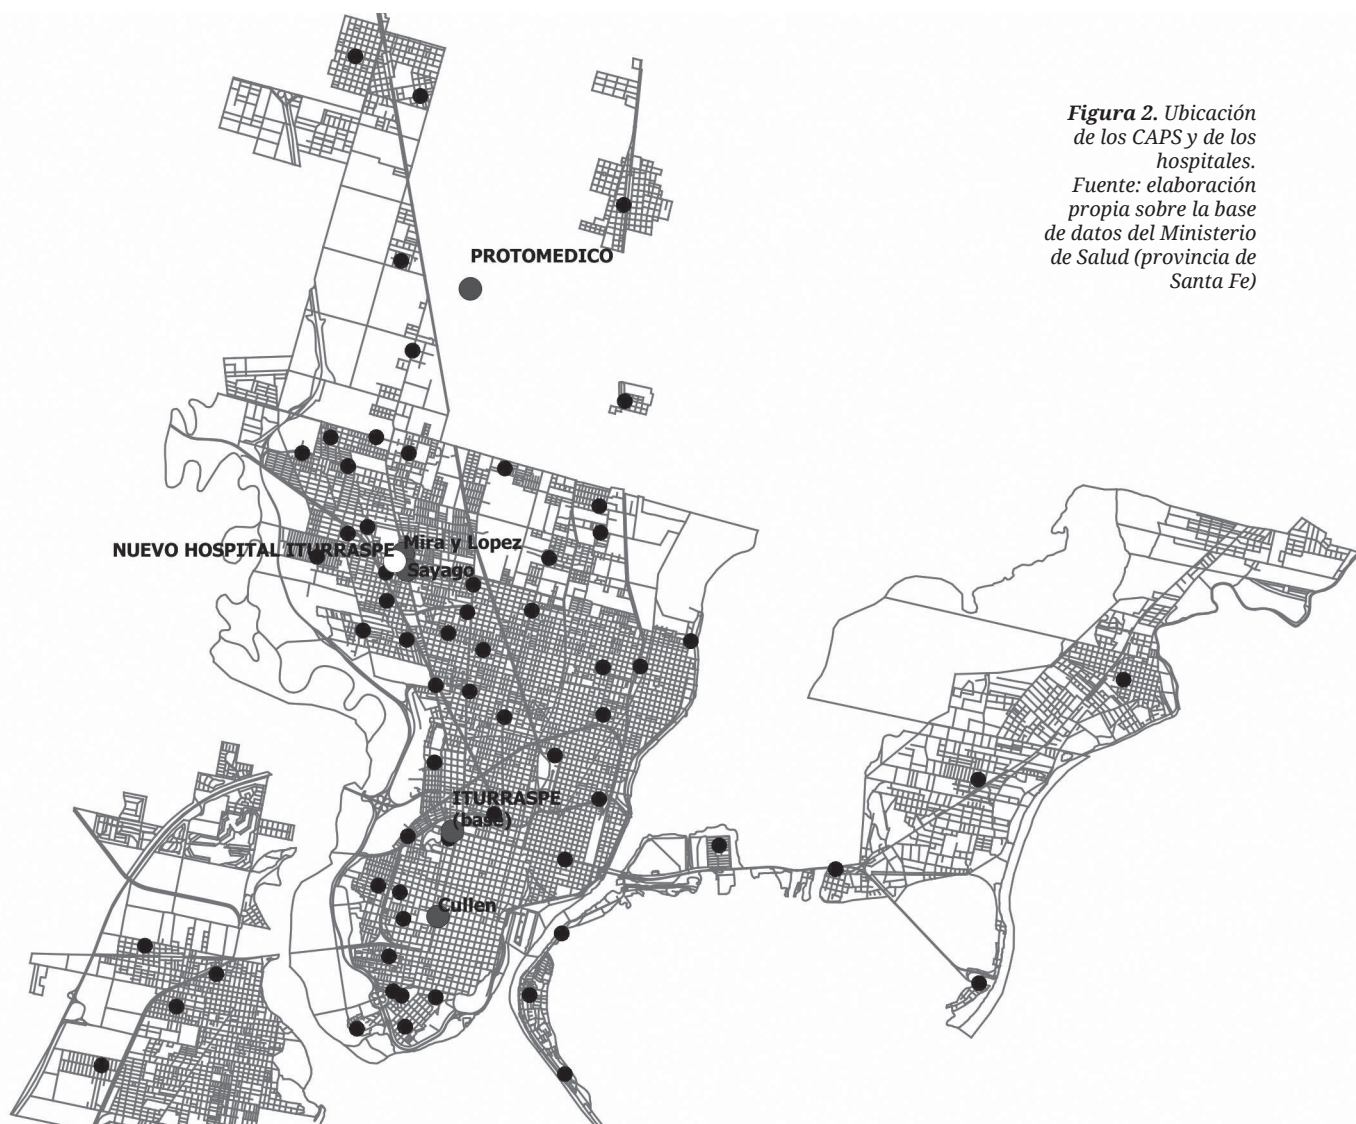 Figura 2. Ubicación
de los CAPS y de los
hospitales.
Fuente: elaboración
propia sobre la base
de datos del Ministerio
de Salud (provincia de
Santa Fe)
PROTOMEDICO
NUEVO HOSPITAL ITURRASPE
Mira y Lopez
Sayago
ITURRASPE
(base)
Cullen